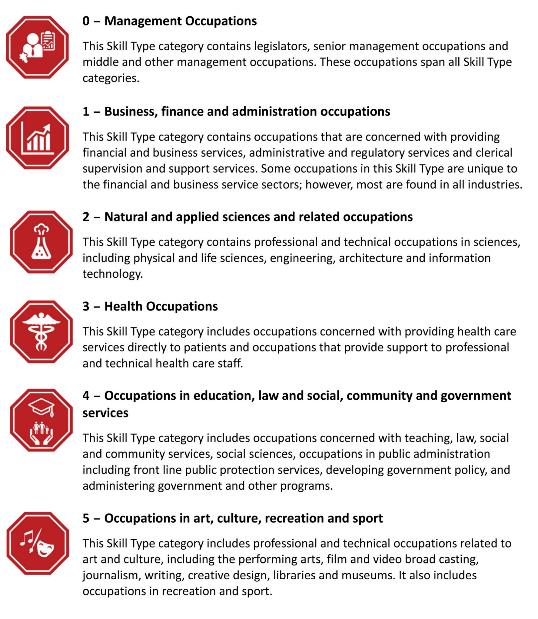 0 – Management Occupations
This Skill Type category contains legislators, senior management occupations and
middle and other management occupations. These occupations span all Skill Type
categories.
1 – Business, finance and administration occupations
This Skill Type category contains occupations that are concerned with providing
financial and business services, administrative and regulatory services and clerical
supervision and support services. Some occupations in this Skill Type are unique to
the financial and business service sectors; however, most are found in all industries.
2 – Natural and applied sciences and related occupations
This Skill Type category contains professional and technical occupations in sciences,
including physical and life sciences, engineering, architecture and information
technology.
3 – Health Occupations
This Skill Type category includes occupations concerned with providing health care
services directly to patients and occupations that provide support to professional
and technical health care staff.
4 – Occupations in education, law and social, community and government
services
This Skill Type category includes occupations concerned with teaching, law, social
and community services, social sciences, occupations in public administration
including front line public protection services, developing government policy, and
administering government and other programs.
5 – Occupations in art, culture, recreation and sport
This Skill Type category includes professional and technical occupations related to
art and culture, including the performing arts, film and video broad casting,
journalism, writing, creative design, libraries and museums. It also includes
occupations in recreation and sport.